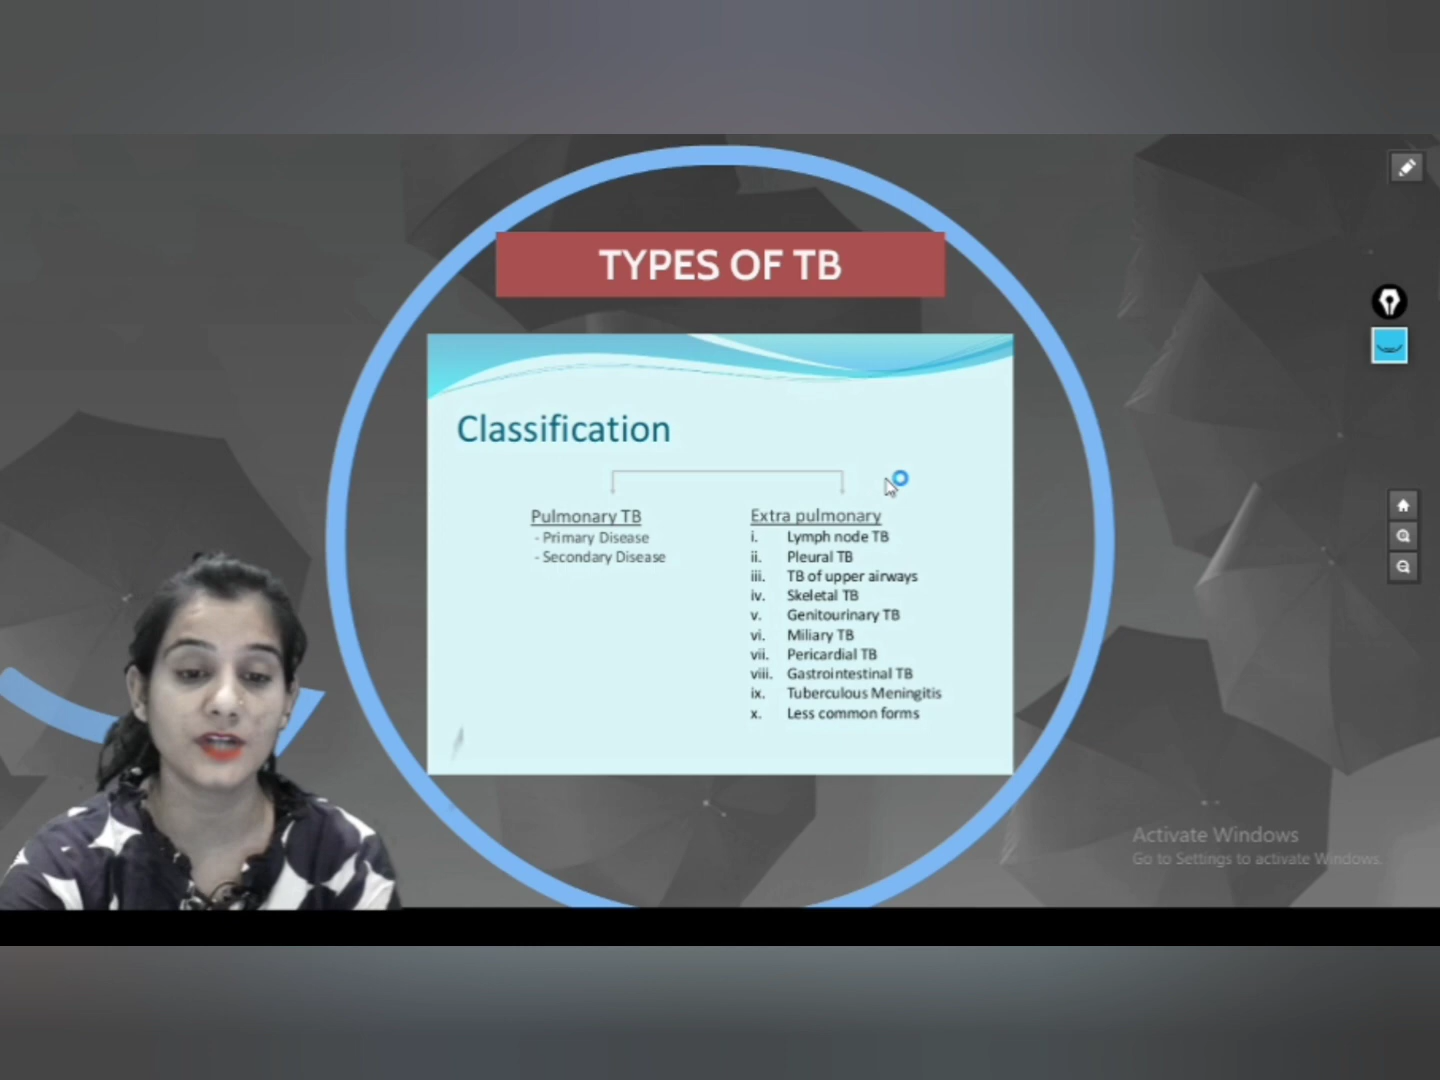 TYPES OF TB
Classification
Pulmonary TB
- Primary Disease
- Secondary Disease
Extra pulmonary
i. Lymph node TB
ii. Pleural TB
iii. TB of upper airways
iv. Skeletal TB
v. Genitourinary TB
vi. Miliary TB
vii. Pericardial TB
viii. Gastrointestinal TB
ix. Tuberculous Meningitis
x. Less common forms
Activate Windows
Go to Settings to activate Windows.